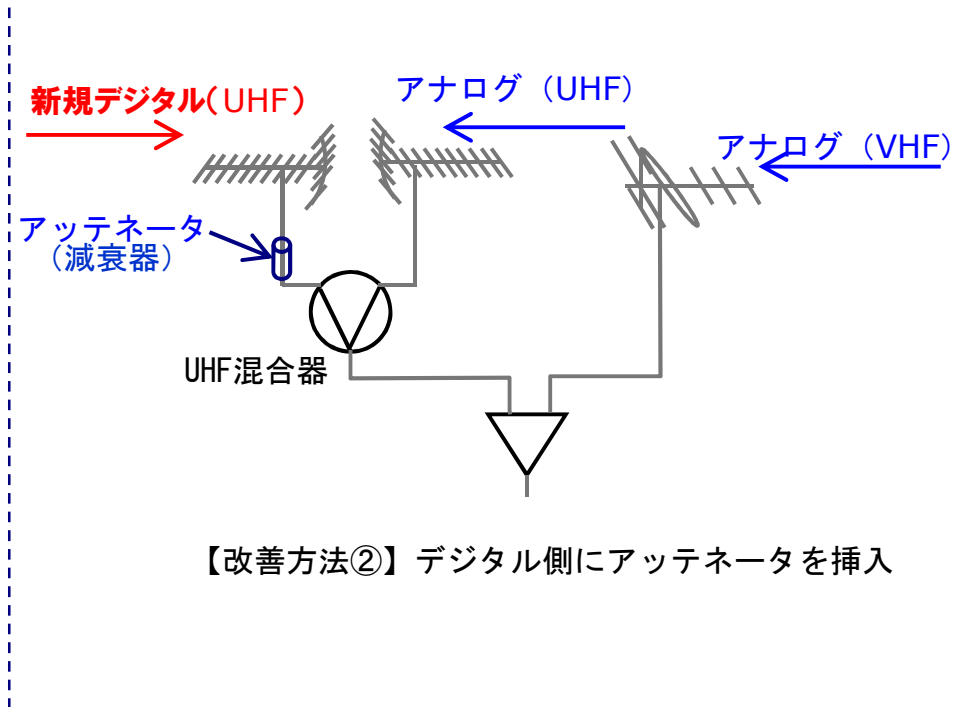 新規デジタル(UHF)
アナログ(UHF)
アナログ(VHF)
アッテネータ
(減衰器)
UHF混合器
【改善方法②】デジタル側にアッテネータを挿入